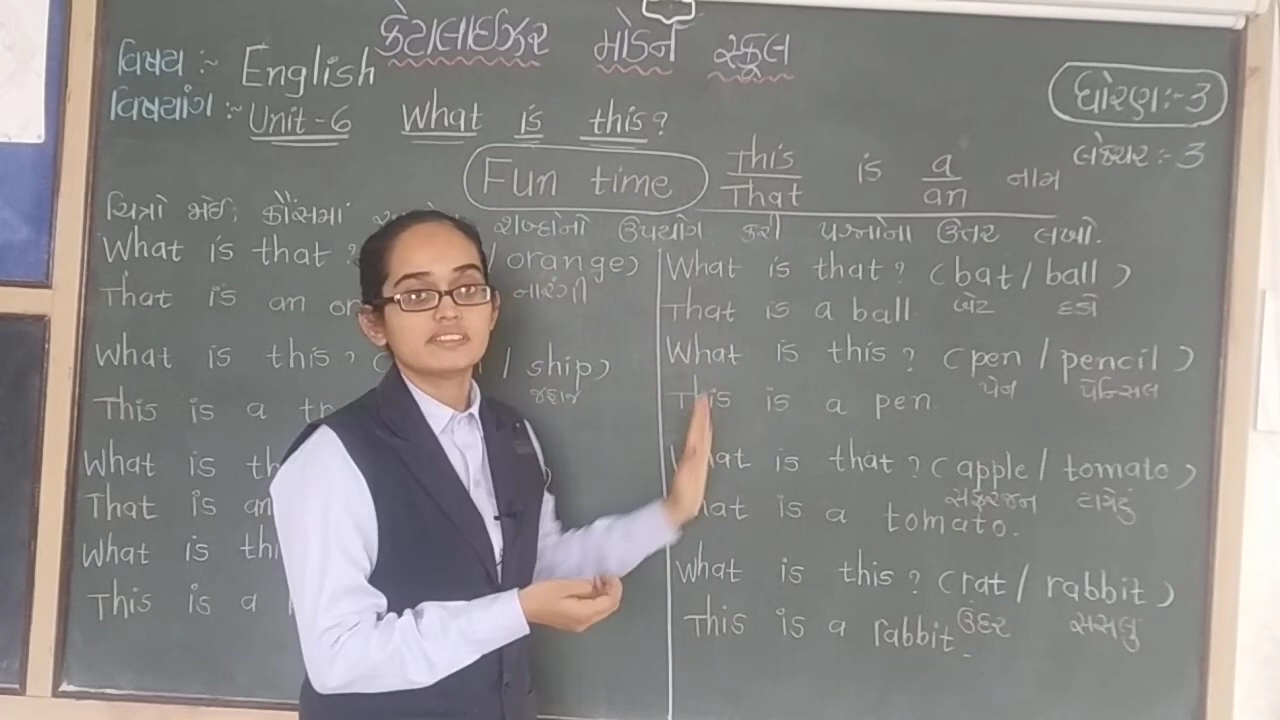 કેટલાઈઝર મોડર્ન સ્કૂલ
વિષય :- English
વિષયાંગ :- Unit-6 What is this?
ધોરણ:-3
લેક્ચર:-3
Fun time
This
That
is
a
an
નામ
ચિત્રો જોઈ, કૌંસમાં શબ્દોનો ઉપયોગ કરી પ્રશ્નોના ઉત્તર લખો.
What is that? / orange)
નારંગી
That is an
What is this? ( / ship)
જહાજ
This is a
What is
That is an
What is
This is a
What is that? (bat / ball)
That is a ball બેટ દડો
What is this? (pen / pencil)
This is a pen પેન પેન્સિલ
What is that? (apple / tomato)
સફરજન ટામેટું
That is a tomato.
What is this? (rat / rabbit)
This is a rabbit ઉંદર સસલું